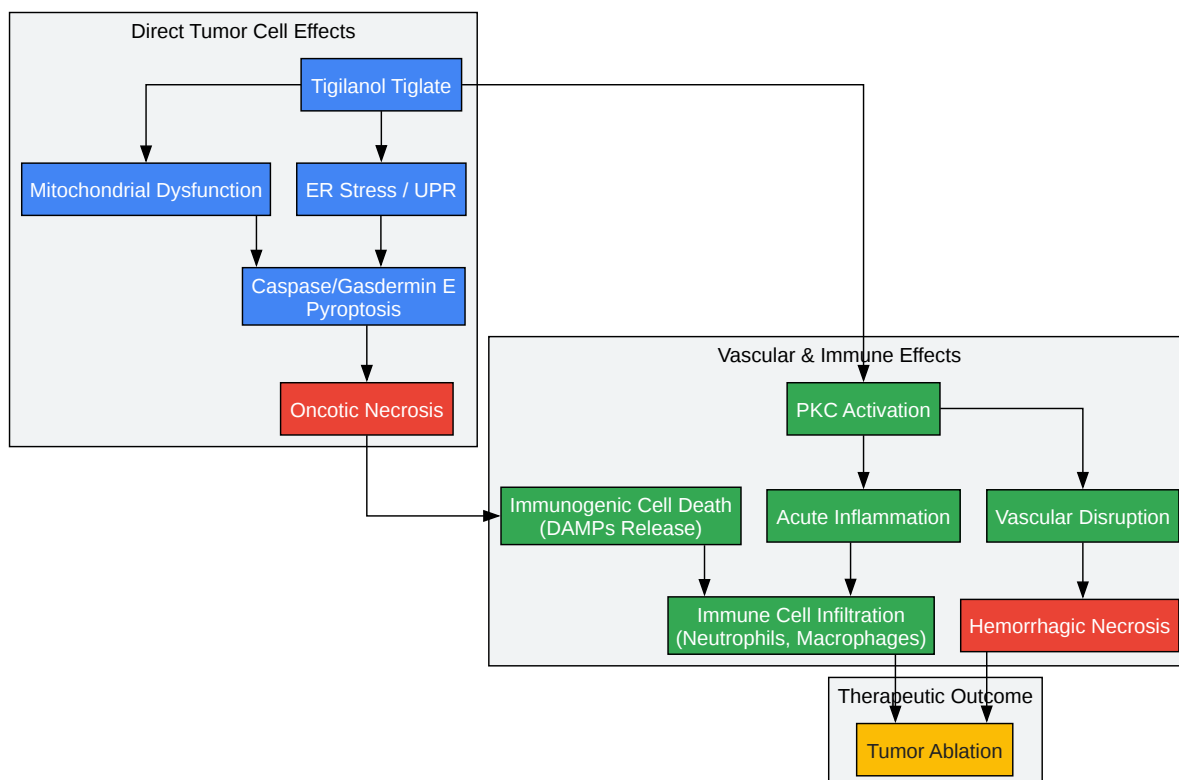 Direct Tumor Cell Effects
Tigilanol Tiglate
Mitochondrial Dysfunction
ER Stress / UPR
Caspase/Gasdermin E
Pyroptosis
Oncotic Necrosis
Vascular & Immune Effects
PKC Activation
Immunogenic Cell Death
(DAMPs Release)
Acute Inflammation
Vascular Disruption
Immune Cell Infiltration
(Neutrophils, Macrophages)
Hemorrhagic Necrosis
Therapeutic Outcome
Tumor Ablation